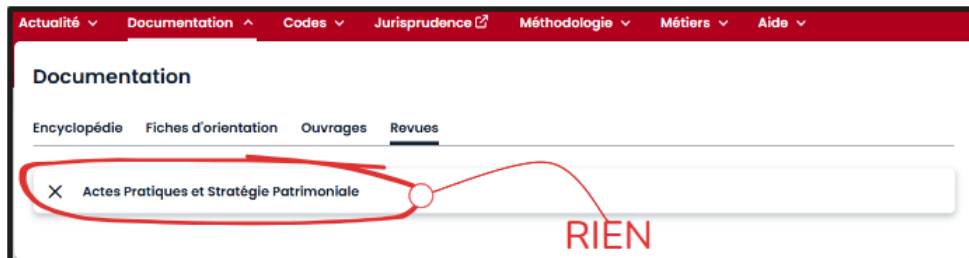 Actualité Documentation Codes Jurisprudence Méthodologie Métiers Aide
Documentation
Encyclopédie Fiches d'orientation Ouvrages Revues
Actes Pratiques et Stratégie Patrimoniale
RIEN